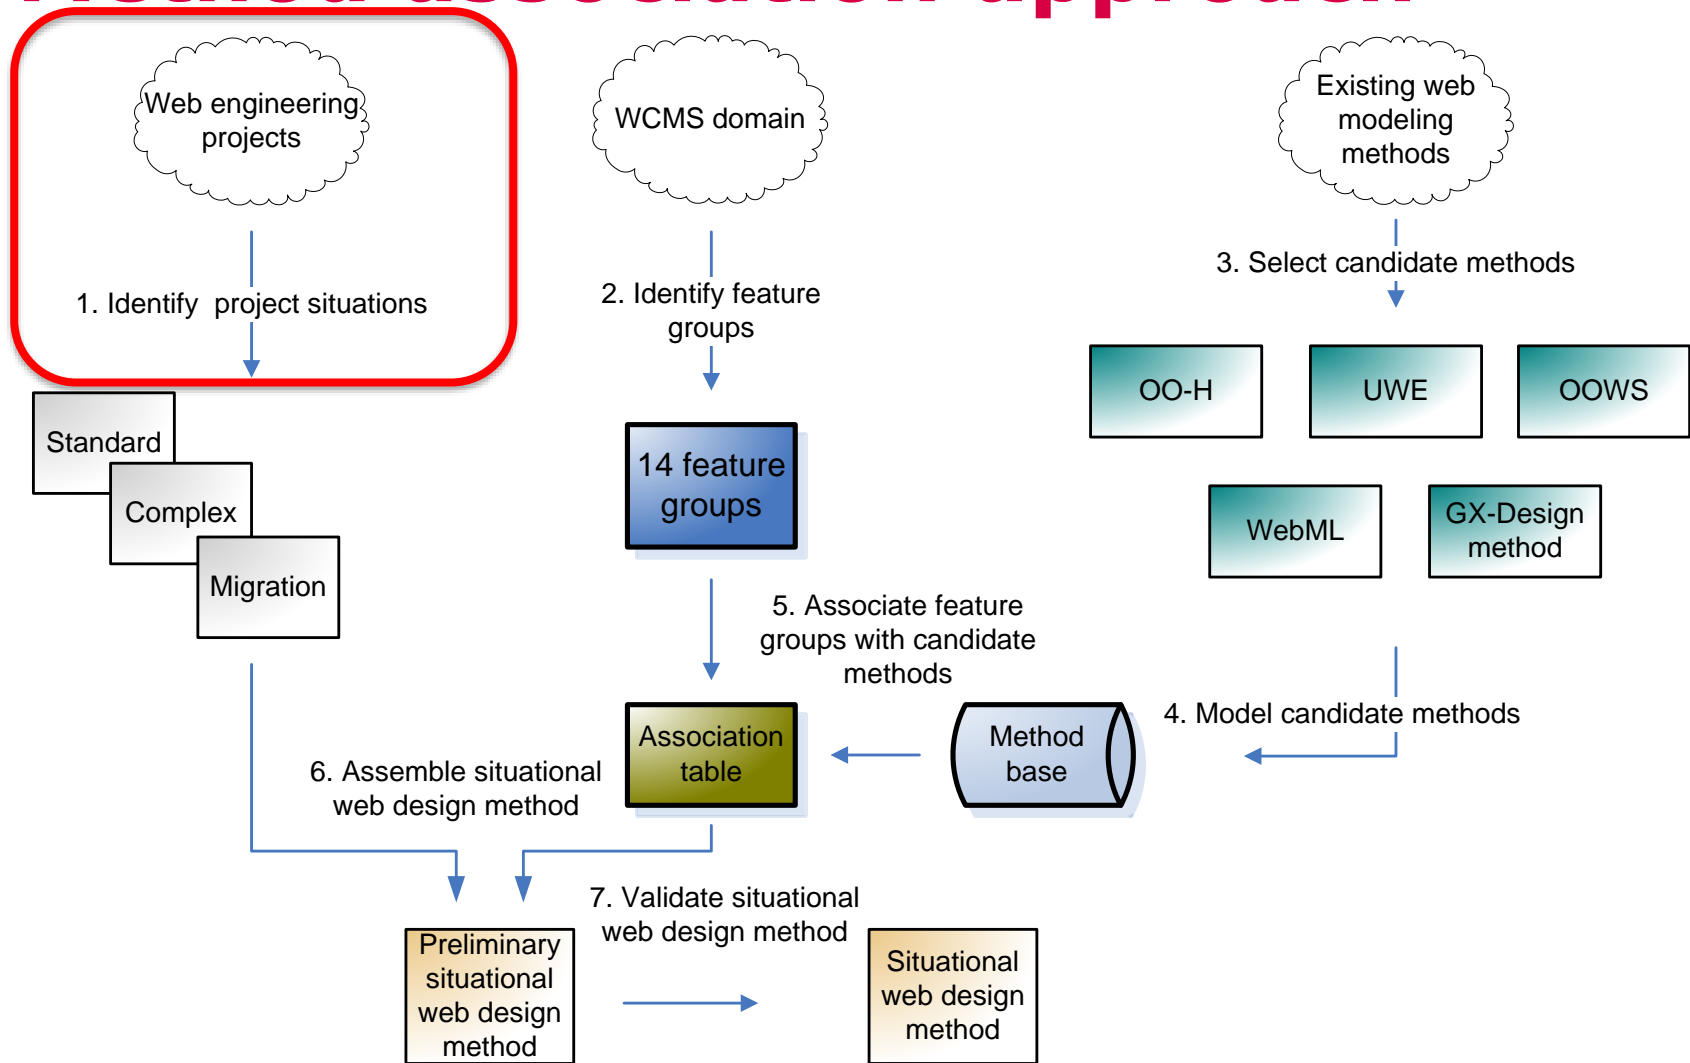 Method association approach
Web engineering
projects
WCMS domain
Existing web
modeling
methods
1. Identify  project situations
2. Identify feature
groups
3. Select candidate methods
Standard
Complex
Migration
14 feature
groups
OO-H
UWE
OOWS
WebML
GX-Design
method
5. Associate feature
groups with candidate
methods
4. Model candidate methods
Association
table
Method
base
6. Assemble situational
web design method
7. Validate situational
web design method
Preliminary
situational
web design
method
Situational
web design
method